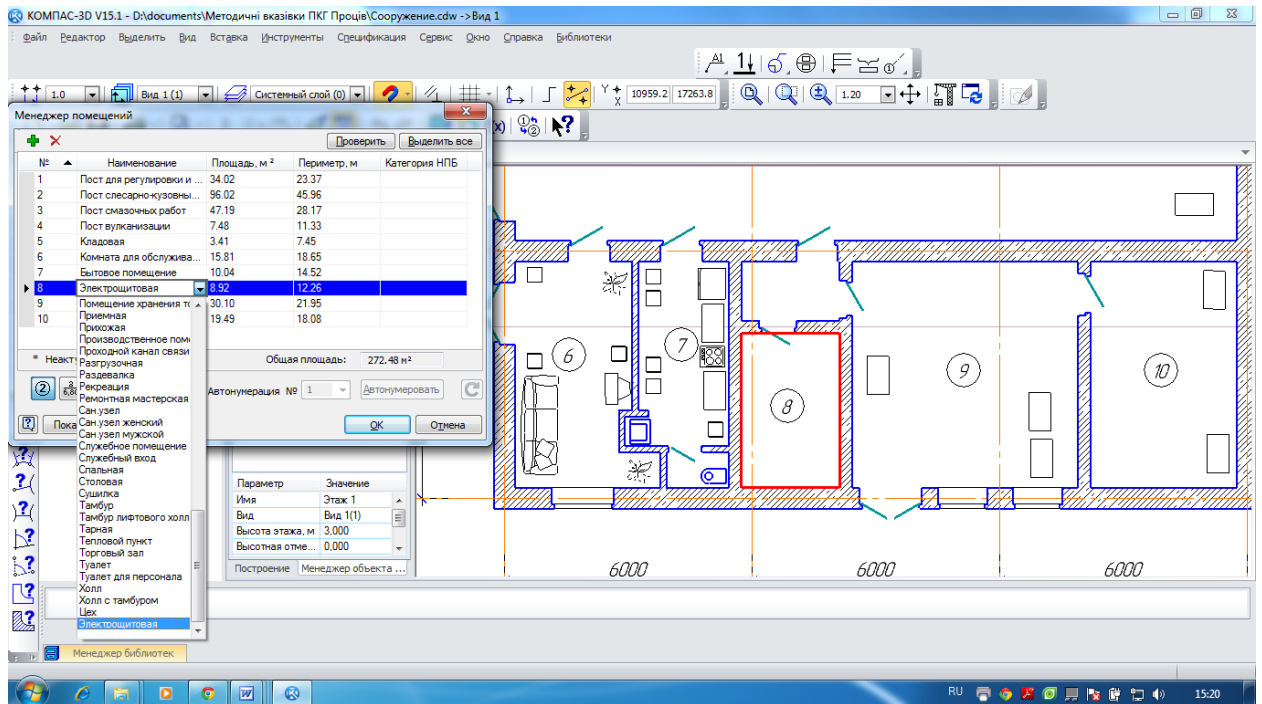 КОМПАС-3D V15.1 - D:\documents\Методичні вказівки ПКГ Проців\Сооружение.cdw ->Вид 1
Файл Редактор Выделить Вид Вставка Инструменты Спецификация Сервис Окно Справка Библиотеки
1.0 Вид 1 (1) Системный слой (0) 10959.2 17263.8 1.20
Менеджер помещений
Проверить Выделить все
№ Наименование Площадь, м² Периметр, м Категория НПБ
1 Пост для регулировки и ... 34.02 23.37
2 Пост слесарно-кузовны... 96.02 45.96
3 Пост смазочных работ 47.19 28.17
4 Пост вулканизации 7.48 11.33
5 Кладовая 3.41 7.45
6 Комната для обслужива... 15.81 18.65
7 Бытовое помещение 10.04 14.52
8 Электрощитовая 8.92 12.26
9 Помещение хранения 30.10 21.95
10 Приемная 19.49 18.08
Прихожая
Производственное пом
Проходной канал связи
* Неакт Общая площадь: 272.48 м²
Разгрузочная
Раздевалка
Рекреация
Автонумерация № 1 Автонумеровать
Ремонтная мастерская
Сан.узел
Сан.узел женский
Пока ОК Отмена
Сан.узел мужской
Служебное помещение
Служебный вход
Спальная
Столовая
Сушилка
Тамбур
Тамбур лифтового холл
Тарная
Тепловой пункт
Торговый зал
Туалет
Туалет для персонала
Холл
Холл с тамбуром
Цех
Электрощитовая
Параметр Значение
Имя Этаж 1
Вид Вид 1(1)
Высота этажа, м 3,000
Высотная отме... 0,000
Построение Менеджер объекта ...
6 7 8 9 10
6000 6000 6000
Менеджер библиотек
RU 15:20